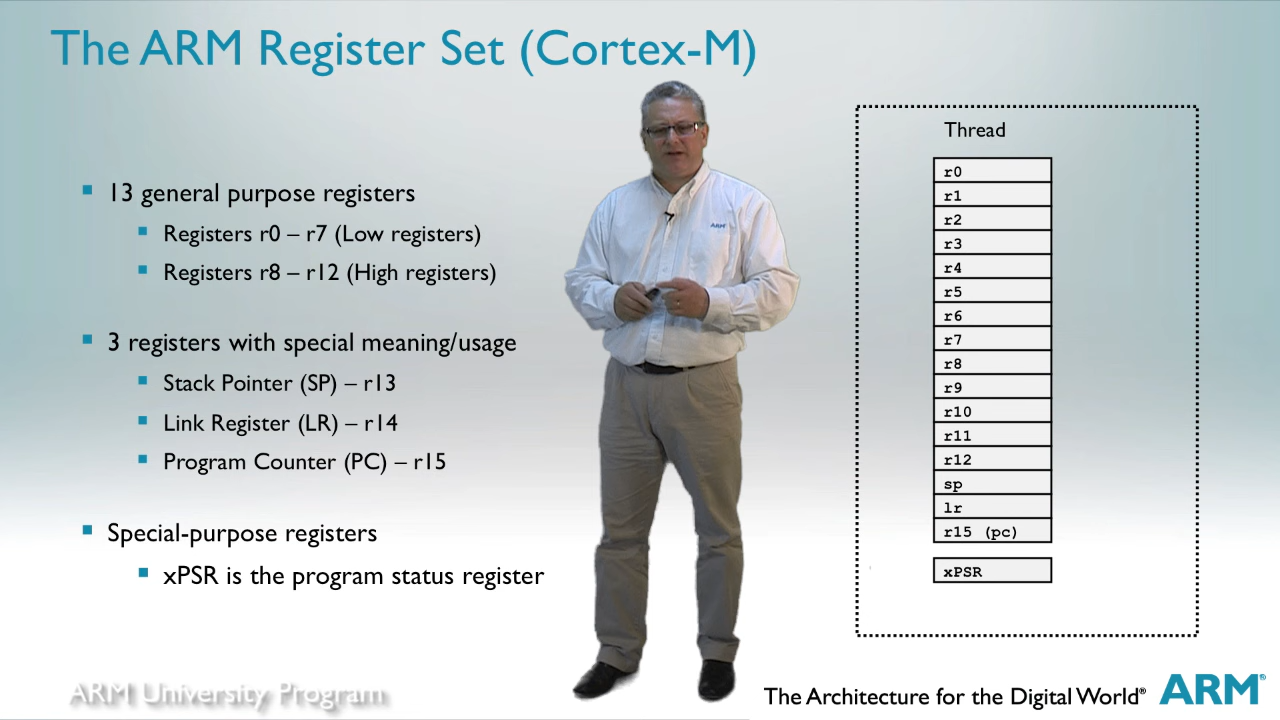 The ARM Register Set (Cortex-M)
13 general purpose registers
Registers r0 – r7 (Low registers)
Registers r8 – r12 (High registers)
3 registers with special meaning/usage
Stack Pointer (SP) – r13
Link Register (LR) – r14
Program Counter (PC) – r15
Special-purpose registers
xPSR is the program status register
ARM
Thread
r0
r1
r2
r3
r4
r5
r6
r7
r8
r9
r10
r11
r12
sp
lr
r15 (pc)
xPSR
ARM University Program
The Architecture for the Digital World®
ARM®